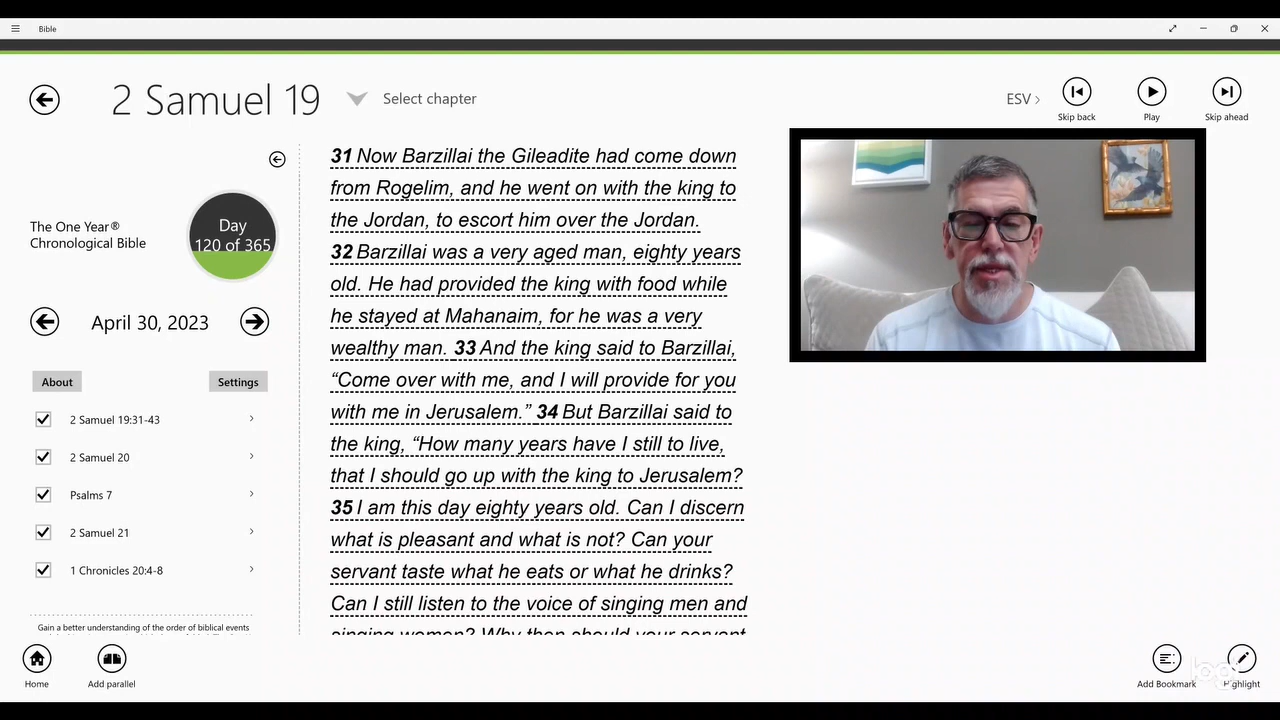 Bible
2 Samuel 19
Select chapter
ESV
Skip back
Play
Skip ahead
The One Year®
Chronological Bible
Day
120 of 365
April 30, 2023
About
Settings
2 Samuel 19:31-43
2 Samuel 20
Psalms 7
2 Samuel 21
1 Chronicles 20:4-8
Gain a better understanding of the order of biblical events
31 Now Barzillai the Gileadite had come down
from Rogelim, and he went on with the king to
the Jordan, to escort him over the Jordan.
32 Barzillai was a very aged man, eighty years
old. He had provided the king with food while
he stayed at Mahanaim, for he was a very
wealthy man. 33 And the king said to Barzillai,
“Come over with me, and I will provide for you
with me in Jerusalem.” 34 But Barzillai said to
the king, “How many years have I still to live,
that I should go up with the king to Jerusalem?
35 I am this day eighty years old. Can I discern
what is pleasant and what is not? Can your
servant taste what he eats or what he drinks?
Can I still listen to the voice of singing men and
singing women? Why then should your servant
Home
Add parallel
Add Bookmark
Highlight